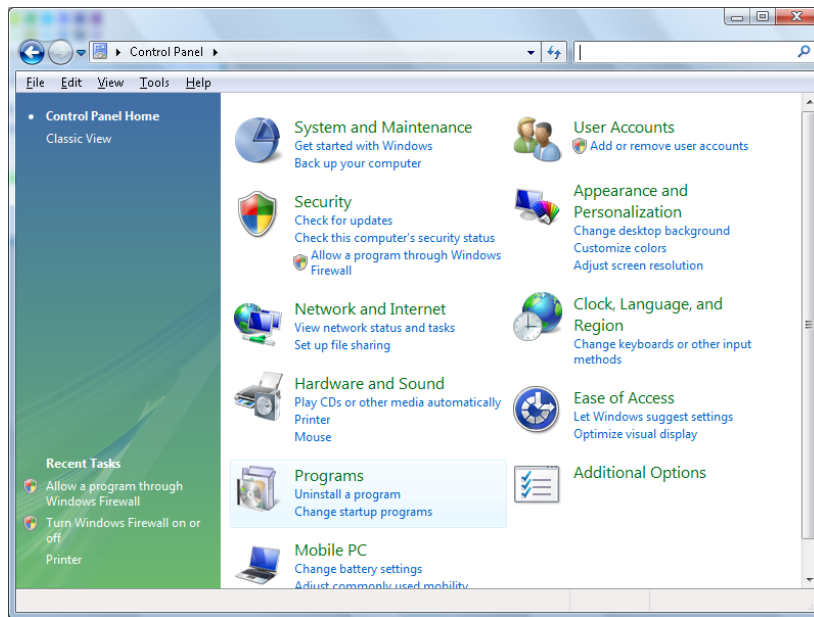 Control Panel
File Edit View Tools Help
Control Panel Home
Classic View
Recent Tasks
Allow a program through
Windows Firewall
Turn Windows Firewall on or
off
Printer
System and Maintenance
Get started with Windows
Back up your computer
Security
Check for updates
Check this computer's security status
Allow a program through Windows
Firewall
Network and Internet
View network status and tasks
Set up file sharing
Hardware and Sound
Play CDs or other media automatically
Printer
Mouse
Programs
Uninstall a program
Change startup programs
Mobile PC
Change battery settings
Adjust commonly used mobility
User Accounts
Add or remove user accounts
Appearance and
Personalization
Change desktop background
Customize colors
Adjust screen resolution
Clock, Language, and
Region
Change keyboards or other input
methods
Ease of Access
Let Windows suggest settings
Optimize visual display
Additional Options